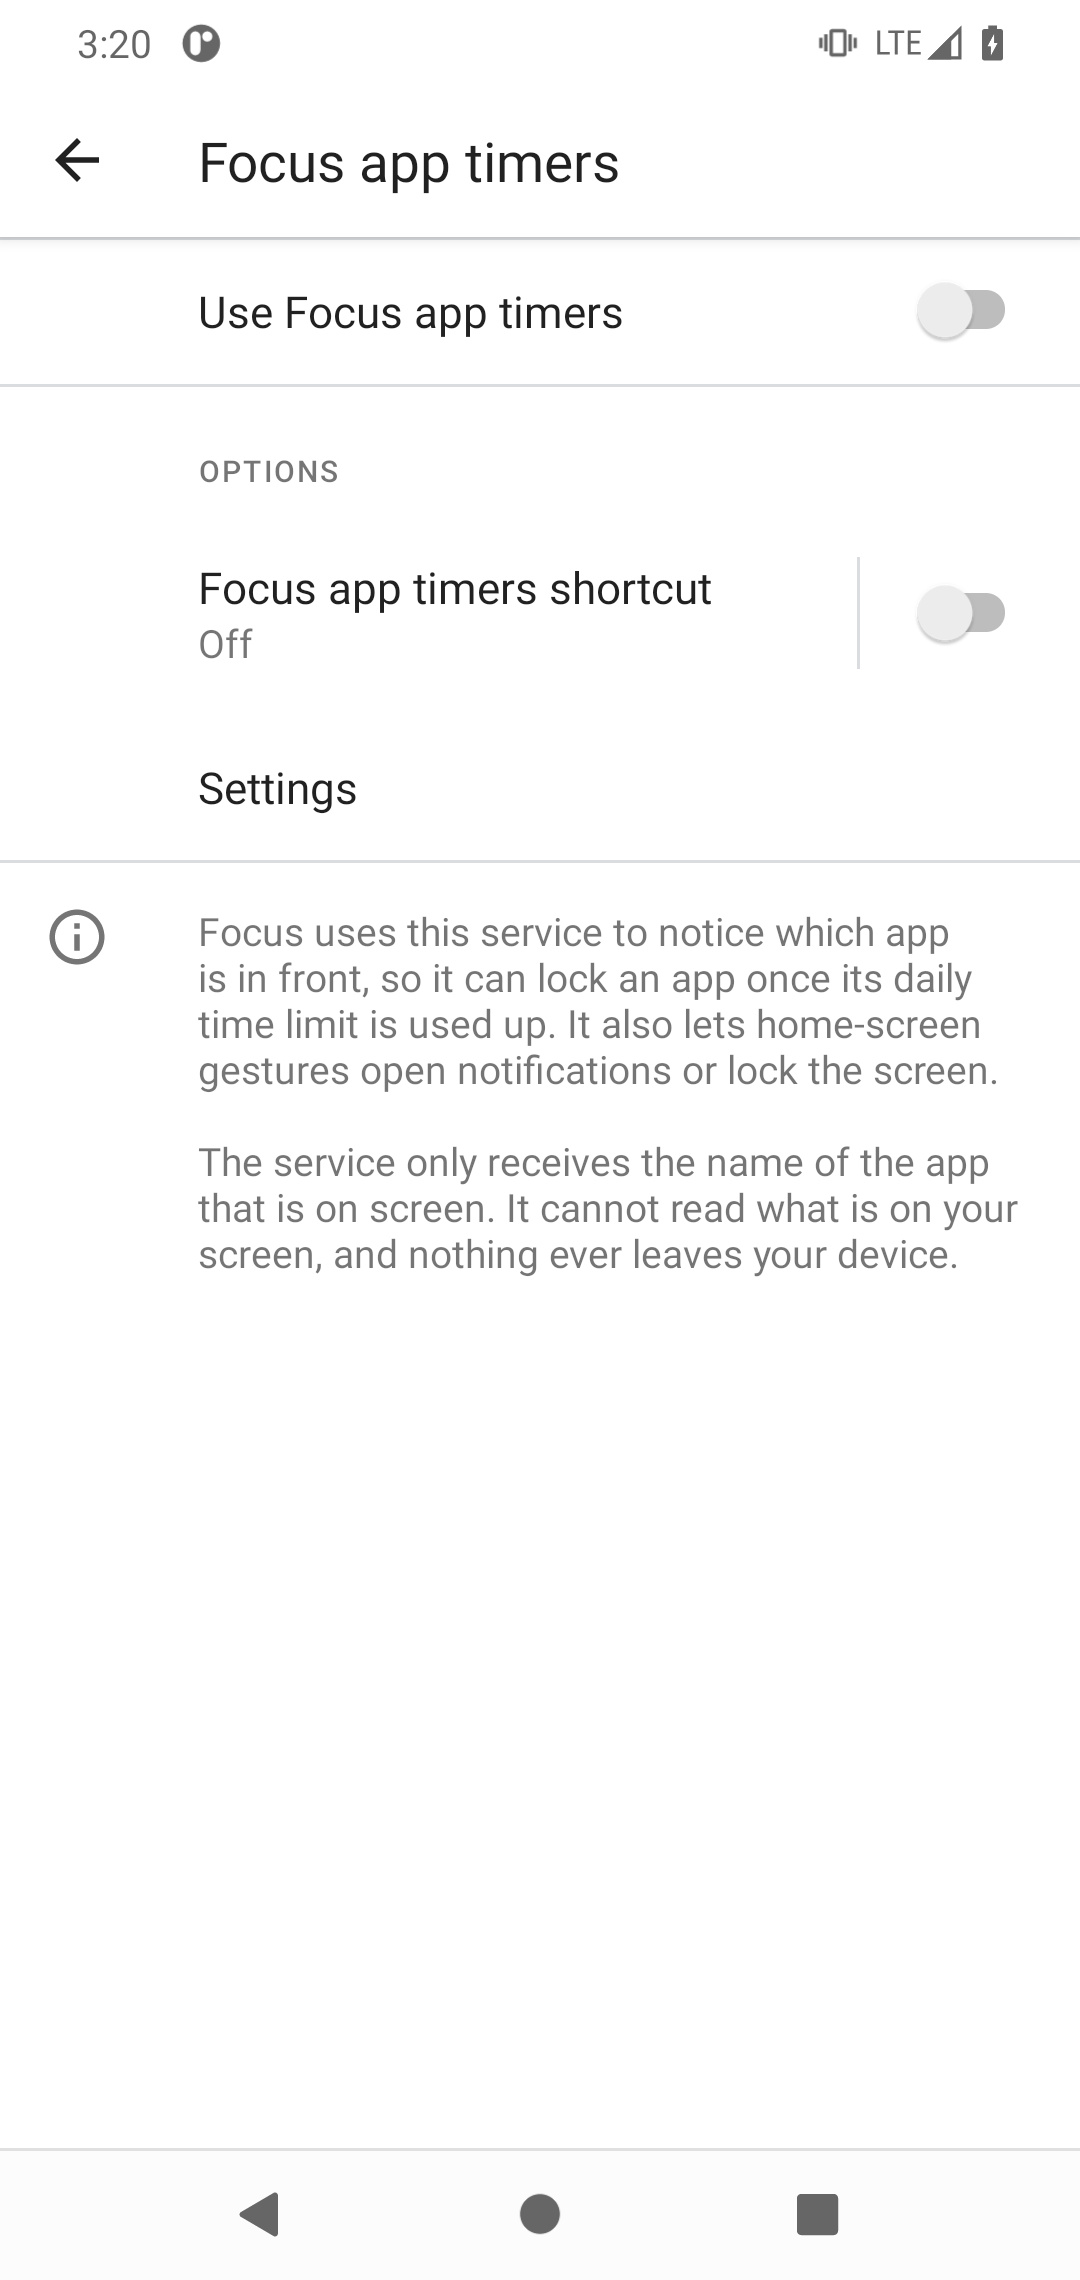 3:20
LTE
Focus app timers
Use Focus app timers
OPTIONS
Focus app timers shortcut
Off
Settings
Focus uses this service to notice which app
is in front, so it can lock an app once its daily
time limit is used up. It also lets home-screen
gestures open notifications or lock the screen.
The service only receives the name of the app
that is on screen. It cannot read what is on your
screen, and nothing ever leaves your device.